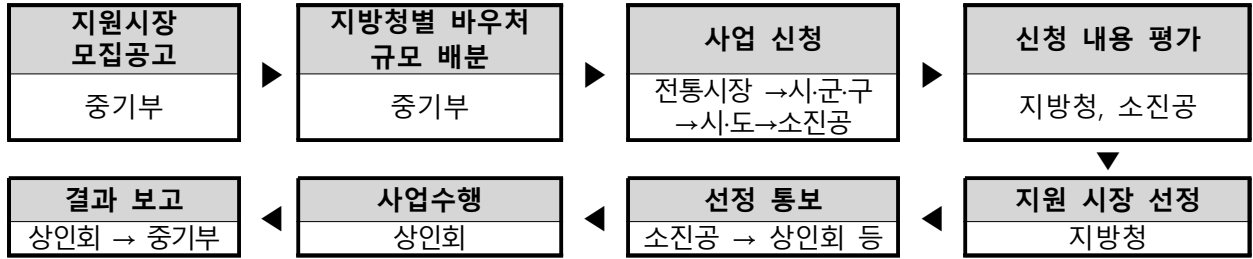 지원시장
모집공고
중기부
▶
지방청별 바우처
규모 배분
중기부
▶
사업 신청
전통시장 →시·군·구
→시·도→소진공
▶
신청 내용 평가
지방청, 소진공
▼
지원 시장 선정
지방청
◀
선정 통보
소진공 → 상인회 등
◀
사업수행
상인회
◀
결과 보고
상인회 → 중기부